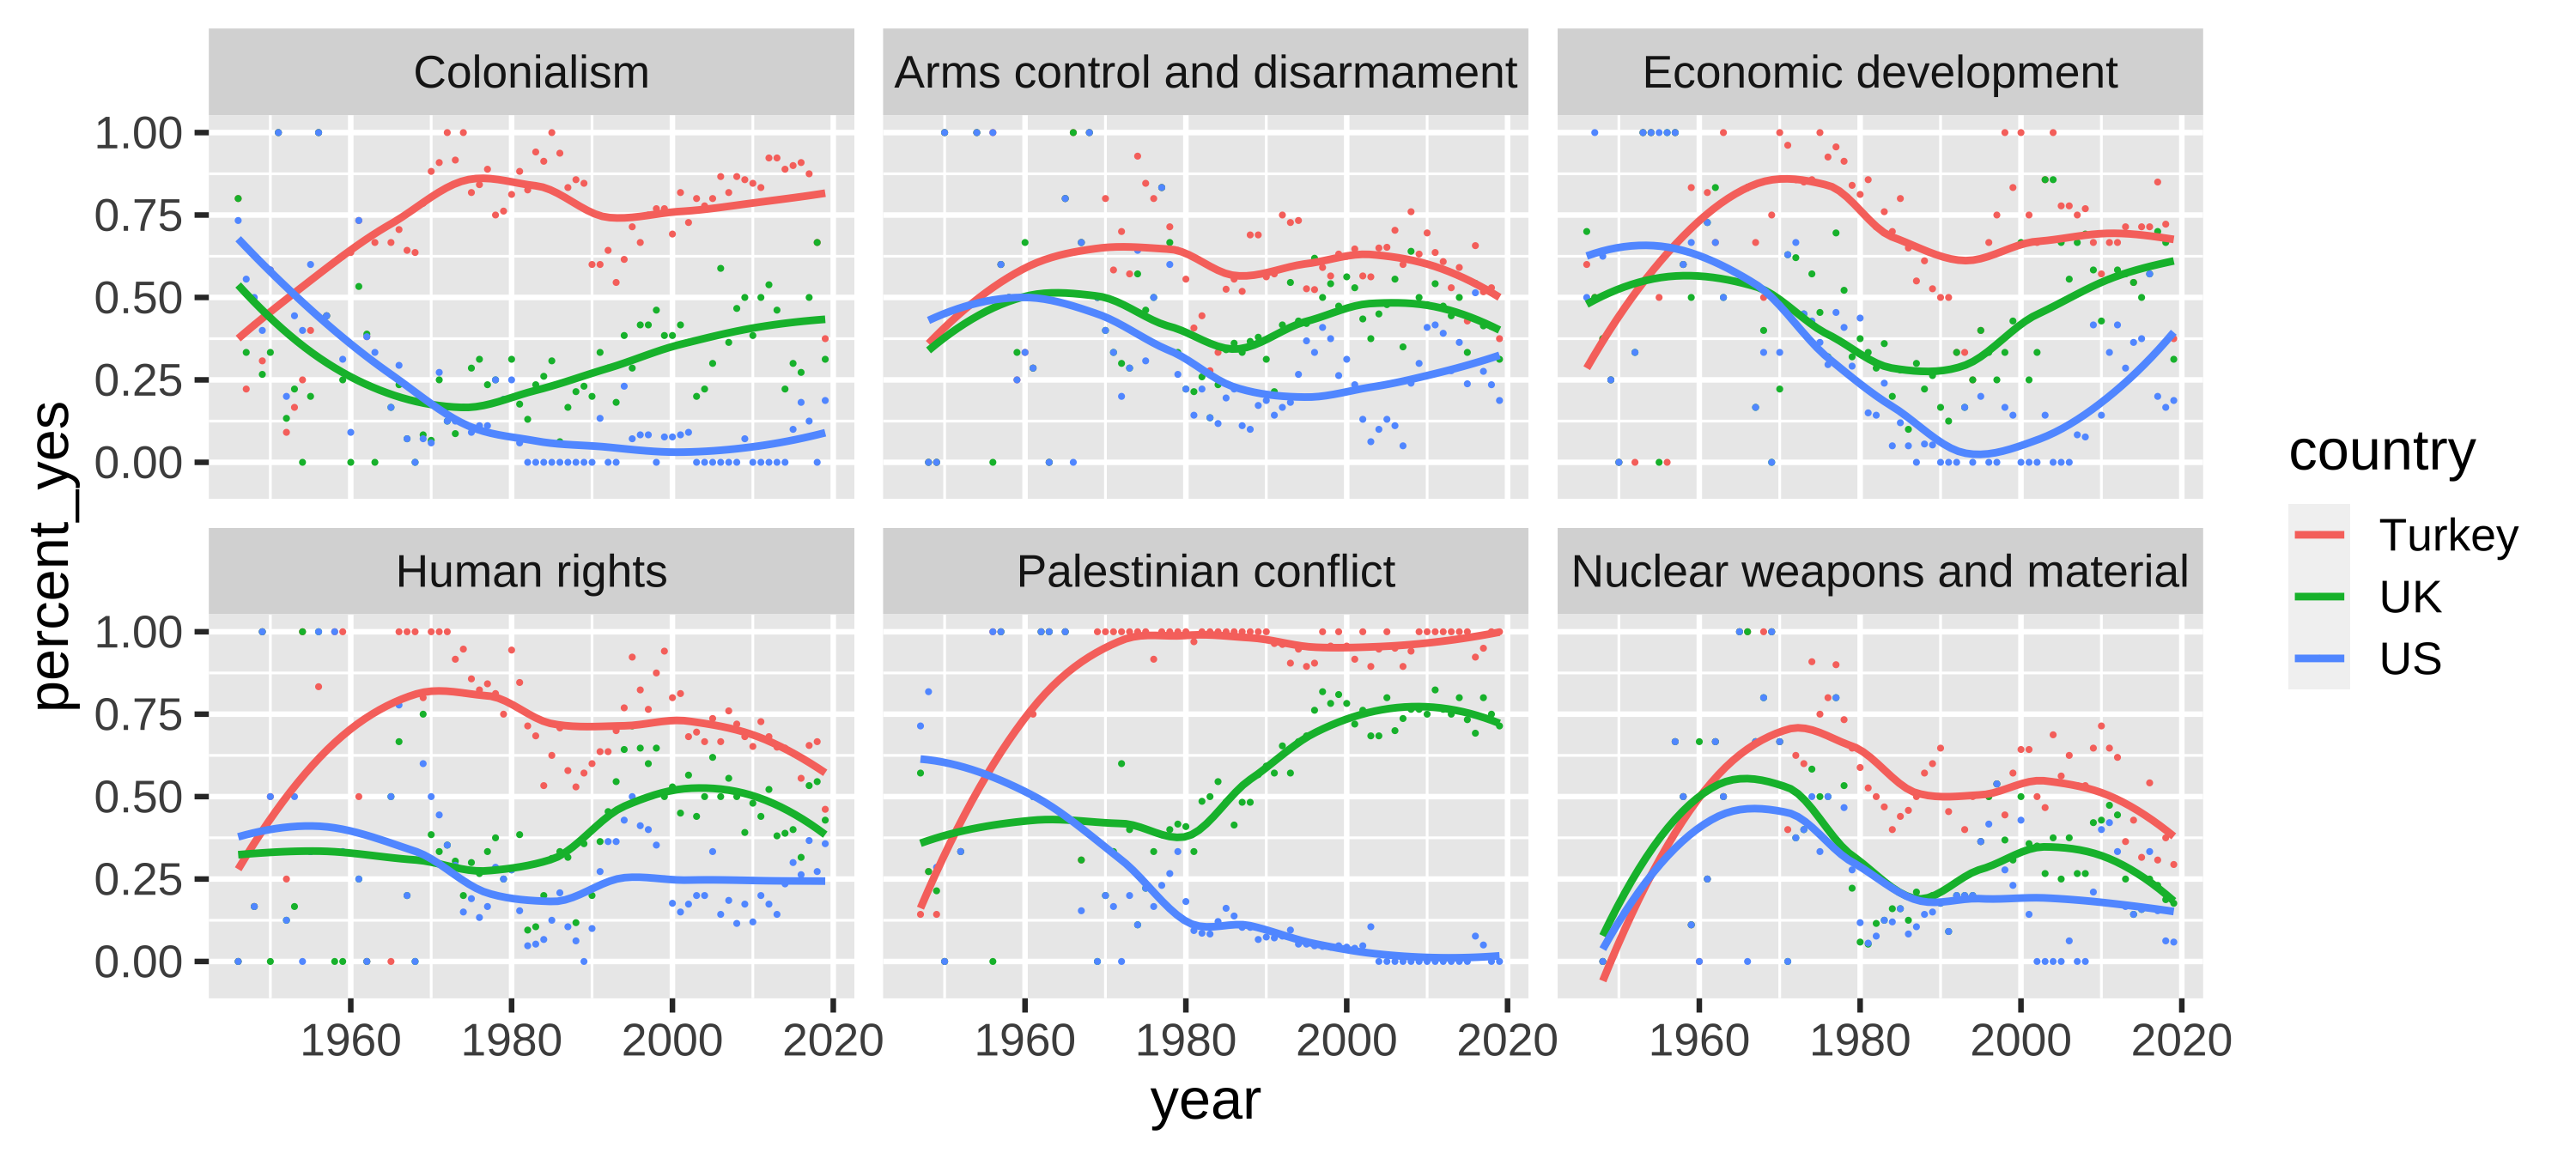 Colonialism
Arms control and disarmament
Economic development
1.00
0.75
0.50
0.25
0.00
Human rights
Palestinian conflict
Nuclear weapons and material
1.00
0.75
0.50
0.25
0.00
1960 1980 2000 2020
1960 1980 2000 2020
1960 1980 2000 2020
year
percent_yes
country
Turkey
UK
US